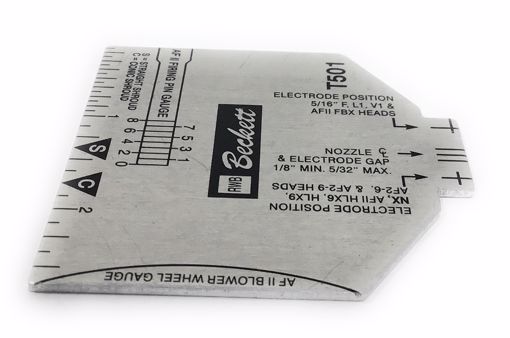 T501
ELECTRODE POSITION
5/16" F, L1, V1 &
AFII FBX HEADS
NOZZLE ℄
& ELECTRODE GAP
1/8" MIN. 5/32" MAX.
ELECTRODE POSITION
NX, AFII HLX6, HLX9,
AF2-6, & AF2-9 HEADS
RWB Beckett
AF II FIRING PIN GAUGE
S = STRAIGHT SHROUD
C = CONIC SHROUD
8 6 4 2 0
7 5 3 1
S
C
1
2
AF II BLOWER WHEEL GAUGE